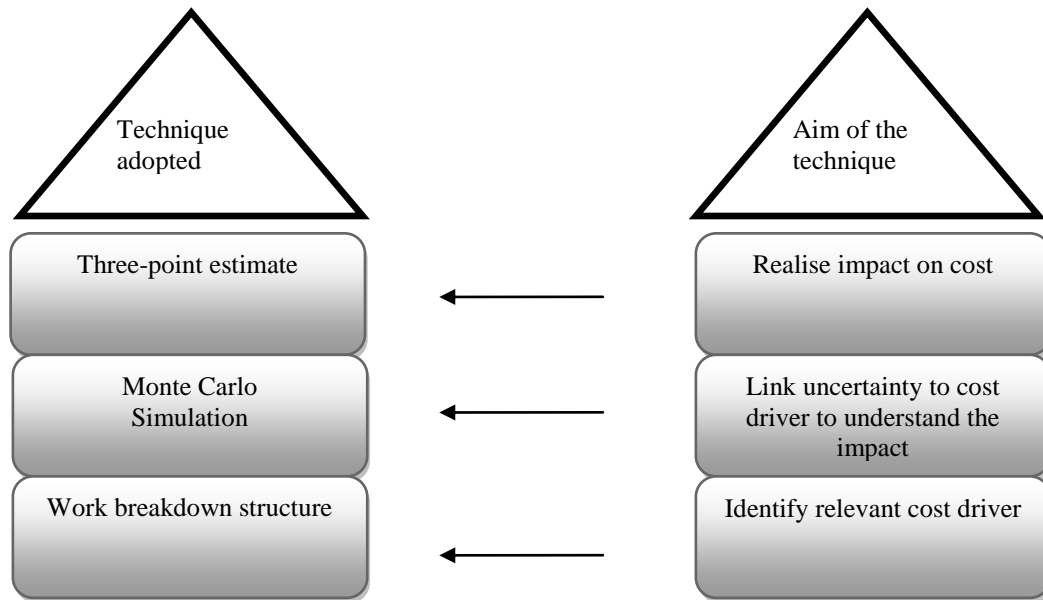 Technique
adopted
Aim of the
technique
Three-point estimate
Realise impact on cost
Monte Carlo
Simulation
Link uncertainty to cost
driver to understand the
impact
Work breakdown structure
Identify relevant cost driver